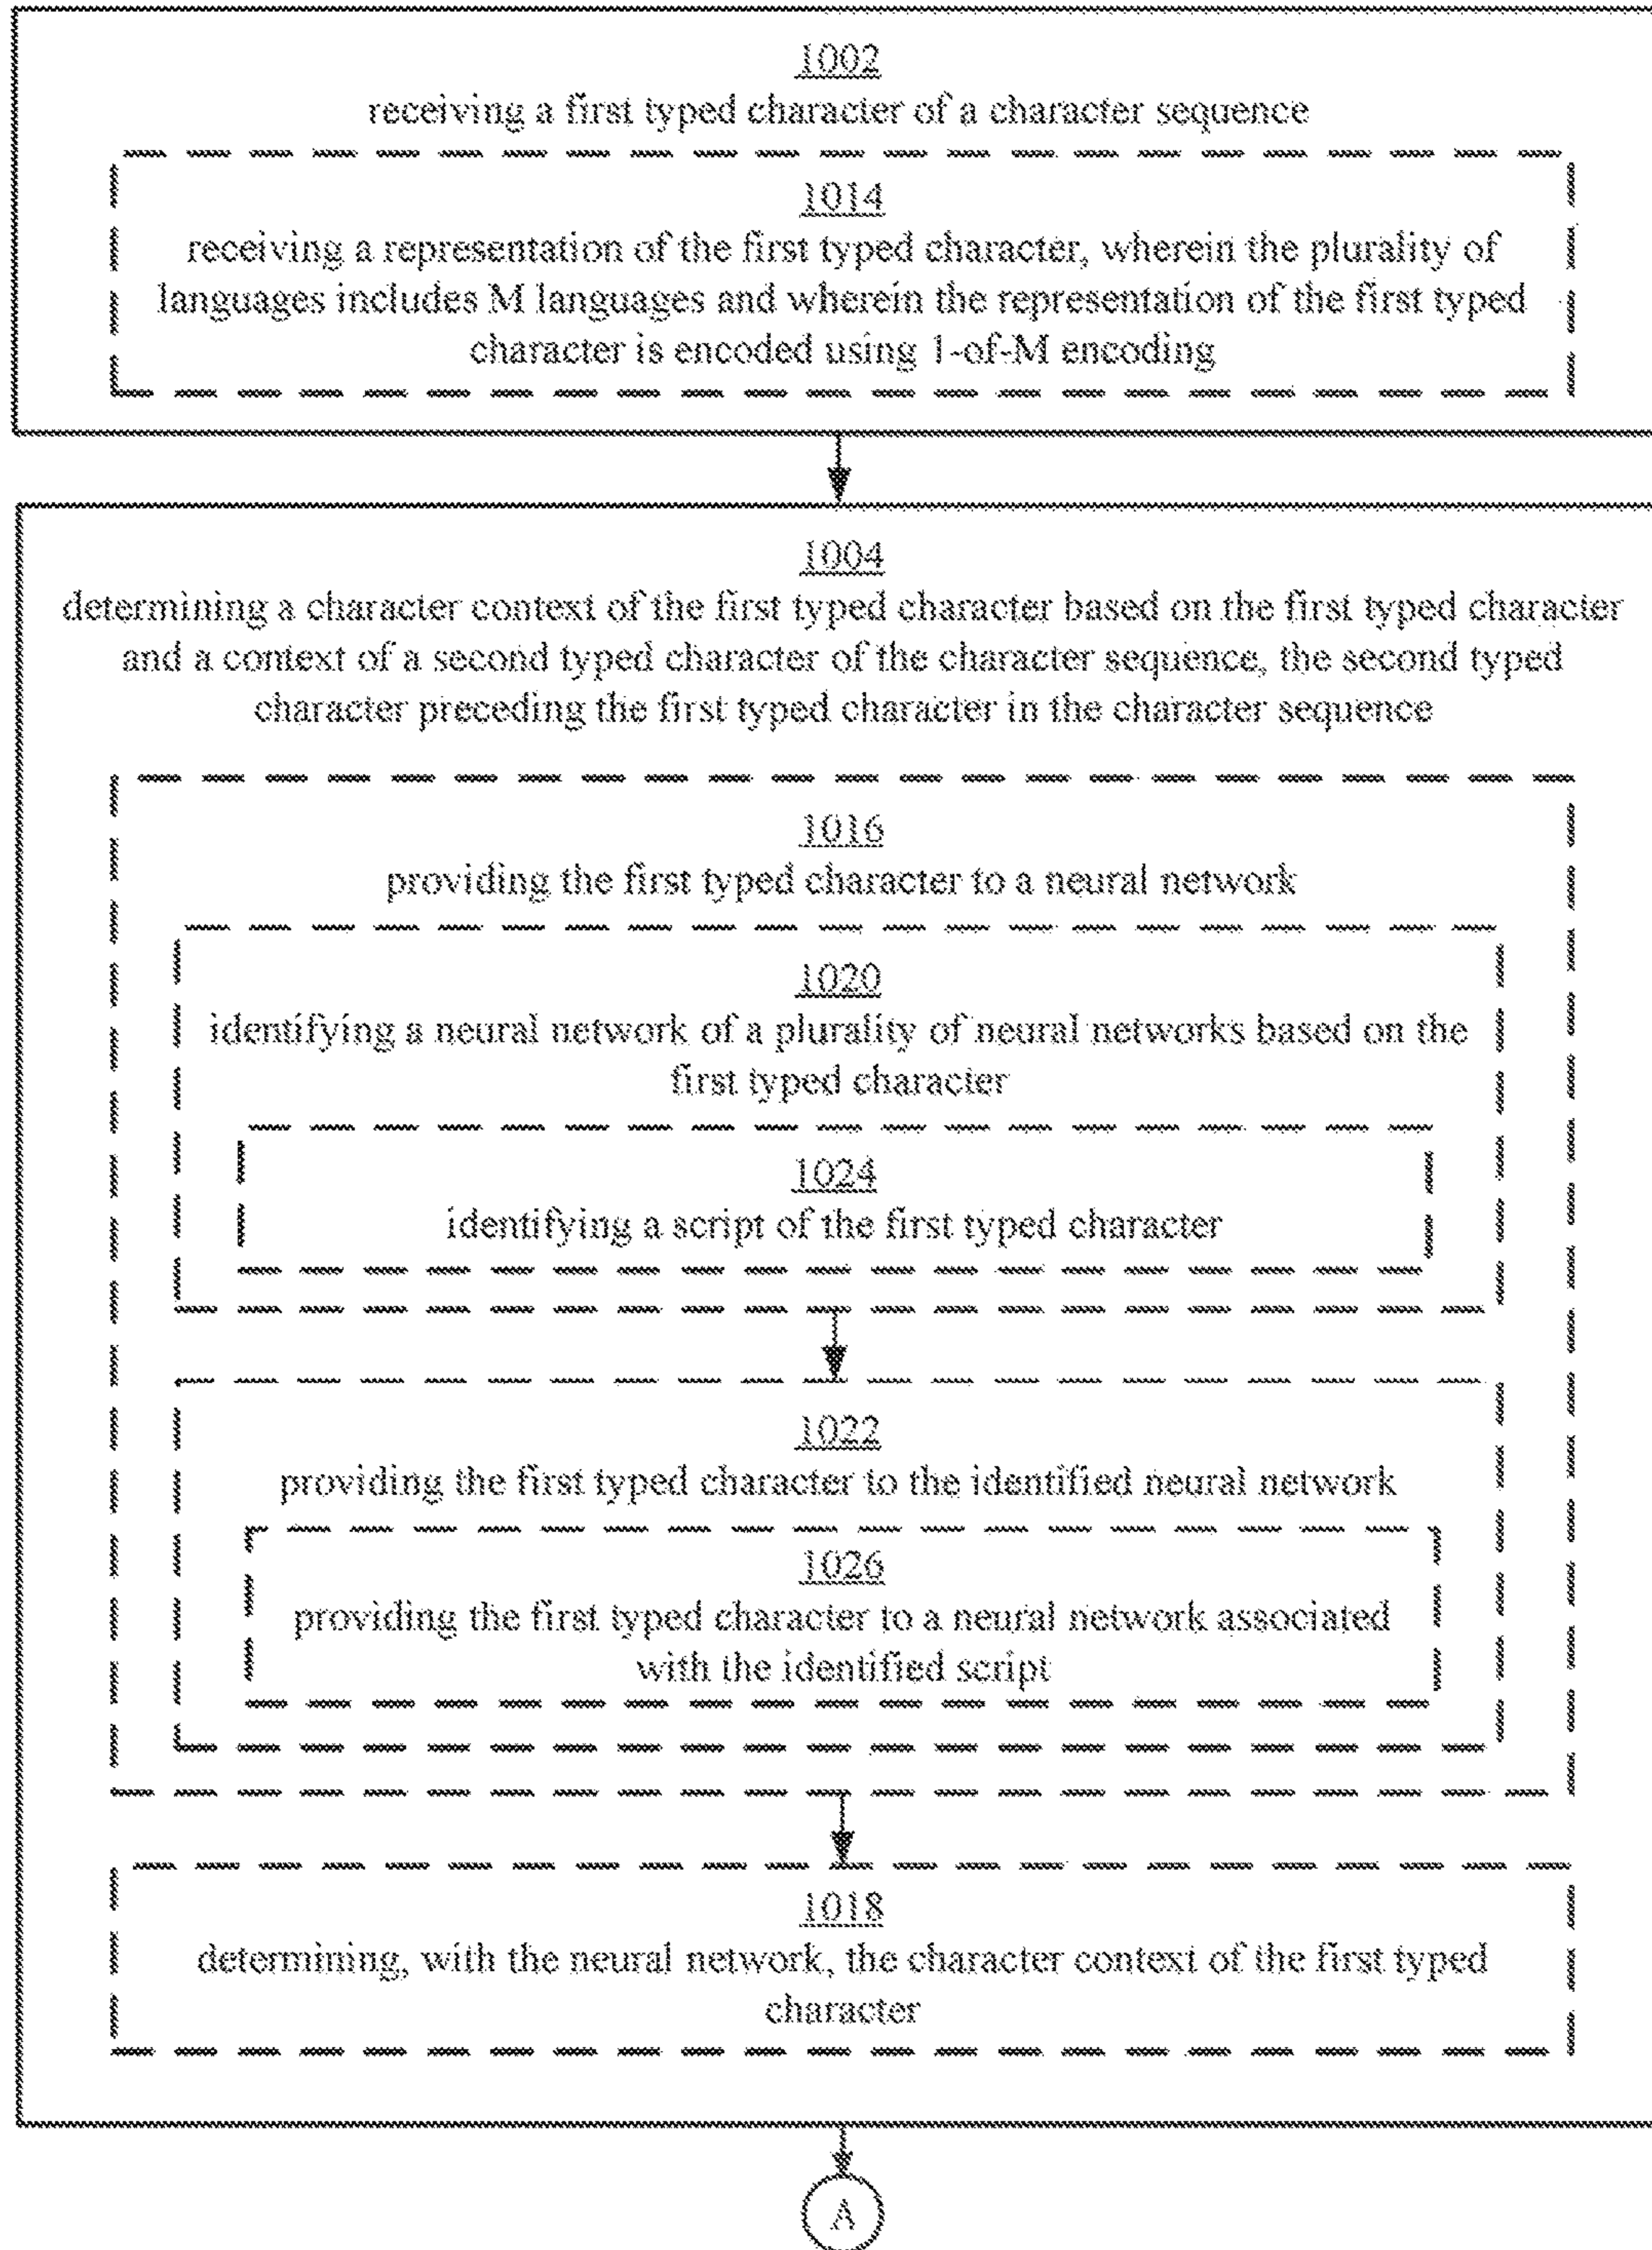 1002
receiving a first typed character of a character sequence
1014
receiving a representation of the first typed character, wherein the plurality of
languages includes M languages and wherein the representation of the first typed
character is encoded using 1-of-M encoding
1004
determining a character context of the first typed character based on the first typed character
and a context of a second typed character of the character sequence, the second typed
character preceding the first typed character in the character sequence
1016
providing the first typed character to a neural network
1020
identifying a neural network of a plurality of neural networks based on the
first typed character
1024
identifying a script of the first typed character
1022
providing the first typed character to the identified neural network
1026
providing the first typed character to a neural network associated
with the identified script
1018
determining, with the neural network, the character context of the first typed
character
A